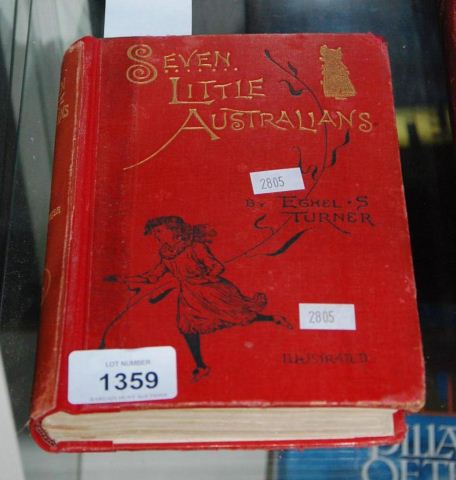 SEVEN
LITTLE
AUSTRALIANS
2805
BY ETHEL · S
TURNER
2805
ILLUSTRATED
LOT NUMBER
1359